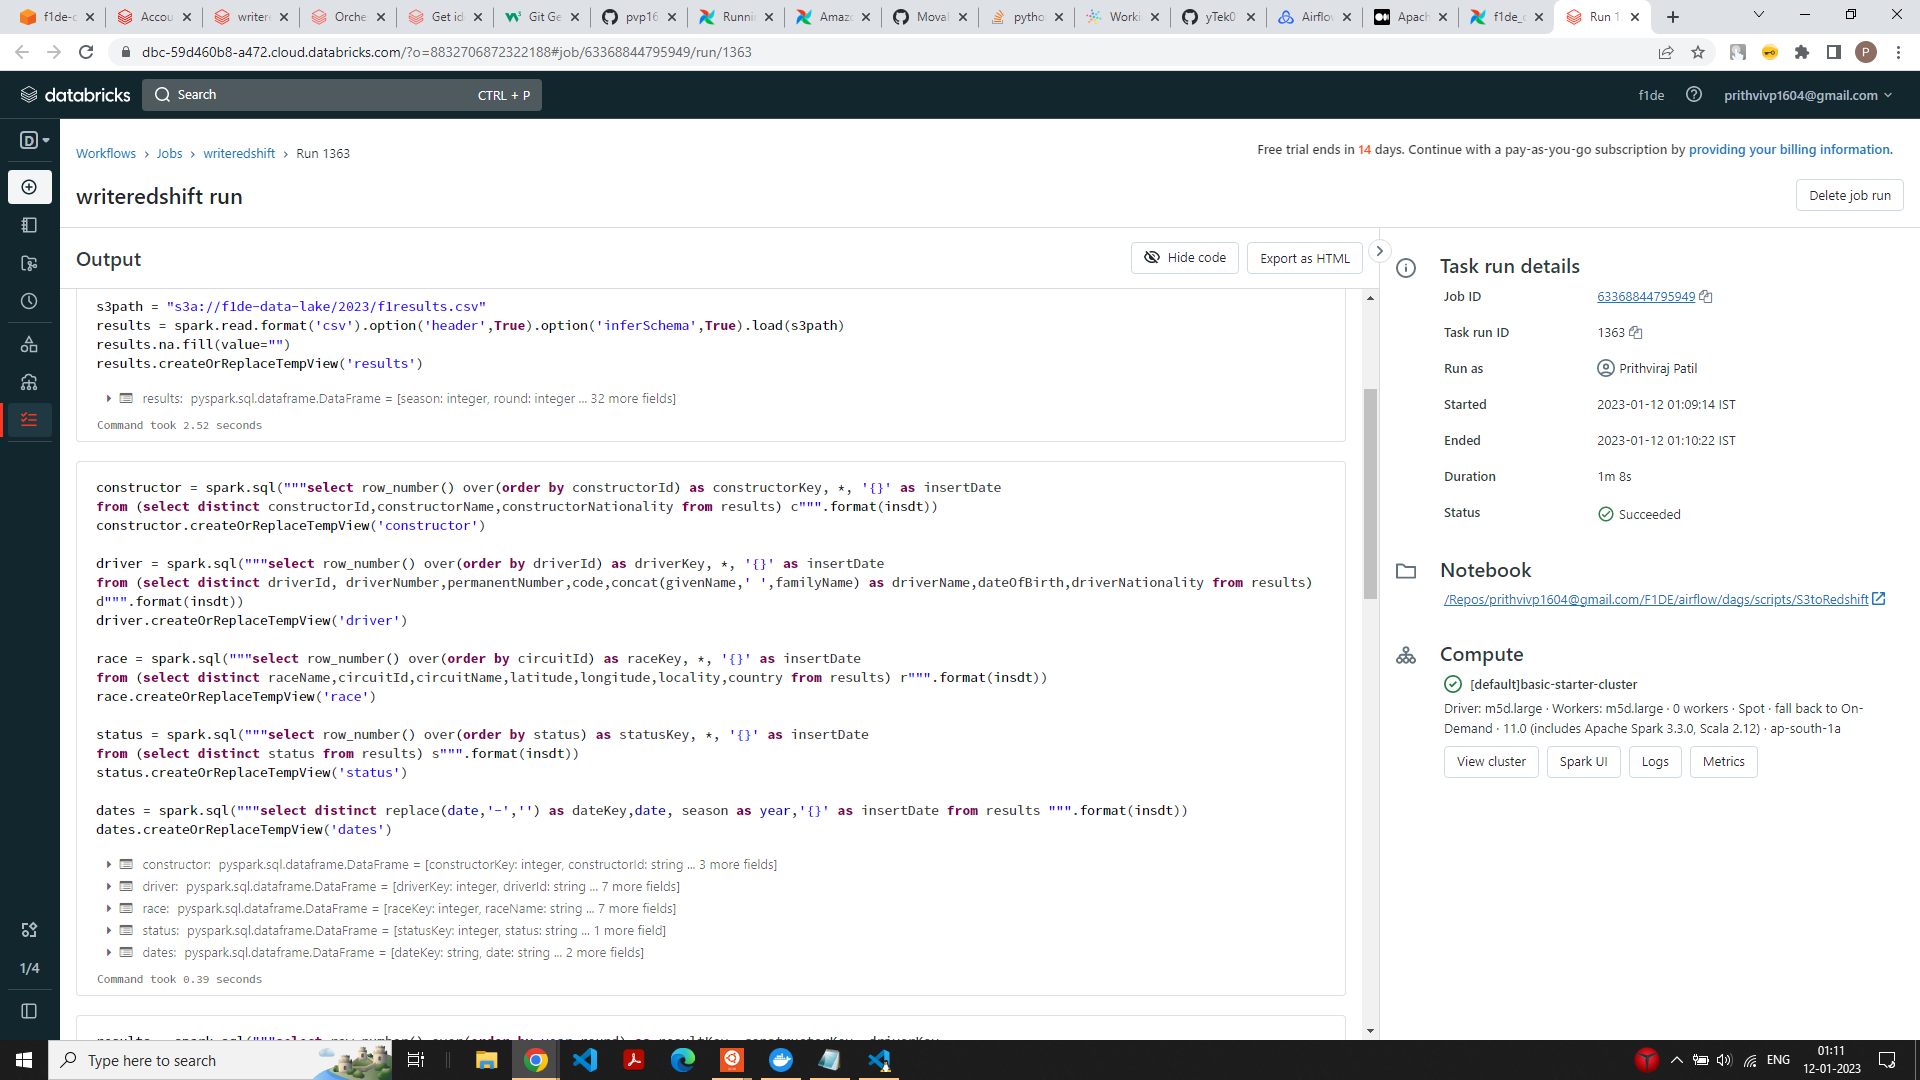 f1de-c
Accou
writere
Orche
Get id
Git Ge
pvp16
Runni
Amazo
Moval
pytho
Worki
yTek0
Airflo
Apach
f1de_
Run 1
dbc-59d460b8-a472.cloud.databricks.com/?o=8832706872322188#job/63368844795949/run/1363
P
databricks
Search
CTRL + P
f1de
prithvivp1604@gmail.com
D
Workflows › Jobs › writeredshift › Run 1363
Free trial ends in 14 days. Continue with a pay-as-you-go subscription by providing your billing information.
writeredshift run
Delete job run
Output
Hide code
Export as HTML
s3path = "s3a://f1de-data-lake/2023/f1results.csv"
results = spark.read.format('csv').option('header',True).option('inferSchema',True).load(s3path)
results.na.fill(value="")
results.createOrReplaceTempView('results')
results: pyspark.sql.dataframe.DataFrame = [season: integer, round: integer ... 32 more fields]
Command took 2.52 seconds
constructor = spark.sql("""select row_number() over(order by constructorId) as constructorKey, *, '{}' as insertDate
from (select distinct constructorId,constructorName,constructorNationality from results) c""".format(insdt))
constructor.createOrReplaceTempView('constructor')
driver = spark.sql("""select row_number() over(order by driverId) as driverKey, *, '{}' as insertDate
from (select distinct driverId, driverNumber,permanentNumber,code,concat(givenName,' ',familyName) as driverName,dateOfBirth,driverNationality from results)
d""".format(insdt))
driver.createOrReplaceTempView('driver')
race = spark.sql("""select row_number() over(order by circuitId) as raceKey, *, '{}' as insertDate
from (select distinct raceName,circuitId,circuitName,latitude,longitude,locality,country from results) r""".format(insdt))
race.createOrReplaceTempView('race')
status = spark.sql("""select row_number() over(order by status) as statusKey, *, '{}' as insertDate
from (select distinct status from results) s""".format(insdt))
status.createOrReplaceTempView('status')
dates = spark.sql("""select distinct replace(date,'-','') as dateKey,date, season as year,'{}' as insertDate from results """.format(insdt))
dates.createOrReplaceTempView('dates')
constructor: pyspark.sql.dataframe.DataFrame = [constructorKey: integer, constructorId: string ... 3 more fields]
driver: pyspark.sql.dataframe.DataFrame = [driverKey: integer, driverId: string ... 7 more fields]
race: pyspark.sql.dataframe.DataFrame = [raceKey: integer, raceName: string ... 7 more fields]
status: pyspark.sql.dataframe.DataFrame = [statusKey: integer, status: string ... 1 more field]
dates: pyspark.sql.dataframe.DataFrame = [dateKey: string, date: string ... 2 more fields]
Command took 0.39 seconds
results = spark.sql("""select row_number() over(order by year,round) as resultKey, constructorKey, driverKey,
Task run details
Job ID 63368844795949
Task run ID 1363
Run as Prithviraj Patil
Started 2023-01-12 01:09:14 IST
Ended 2023-01-12 01:10:22 IST
Duration 1m 8s
Status Succeeded
Notebook
/Repos/prithvivp1604@gmail.com/F1DE/airflow/dags/scripts/S3toRedshift
Compute
[default]basic-starter-cluster
Driver: m5d.large · Workers: m5d.large · 0 workers · Spot · fall back to On-
Demand · 11.0 (includes Apache Spark 3.3.0, Scala 2.12) · ap-south-1a
View cluster
Spark UI
Logs
Metrics
1/4
Type here to search
ENG
01:11
12-01-2023